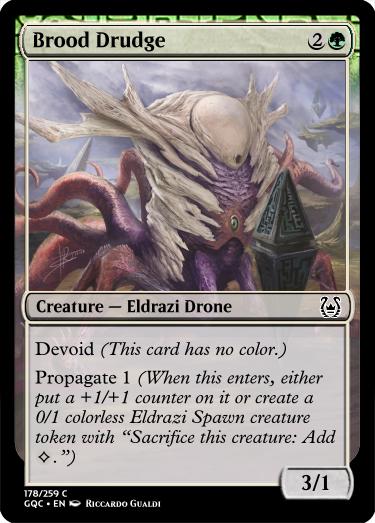 Brood Drudge 2
Creature — Eldrazi Drone
Devoid (This card has no color.)
Propagate 1 (When this enters, either
put a +1/+1 counter on it or create a
0/1 colorless Eldrazi Spawn creature
token with “Sacrifice this creature: Add
.”)
3/1
178/259 C
GQC • EN Riccardo Gualdi